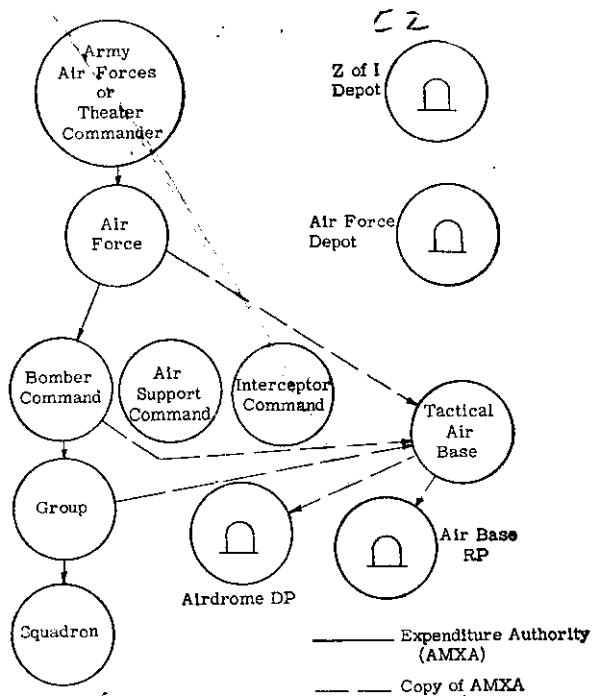 C2
Army
Air Forces
or
Theater
Commander
Z of I
Depot
Air
Force
Air Force
Depot
Bomber
Command
Air
Support
Command
Interceptor
Command
Tactical
Air
Base
Group
Airdrome DP
Air Base
RP
Squadron
Expenditure Authority
(AMXA)
Copy of AMXA